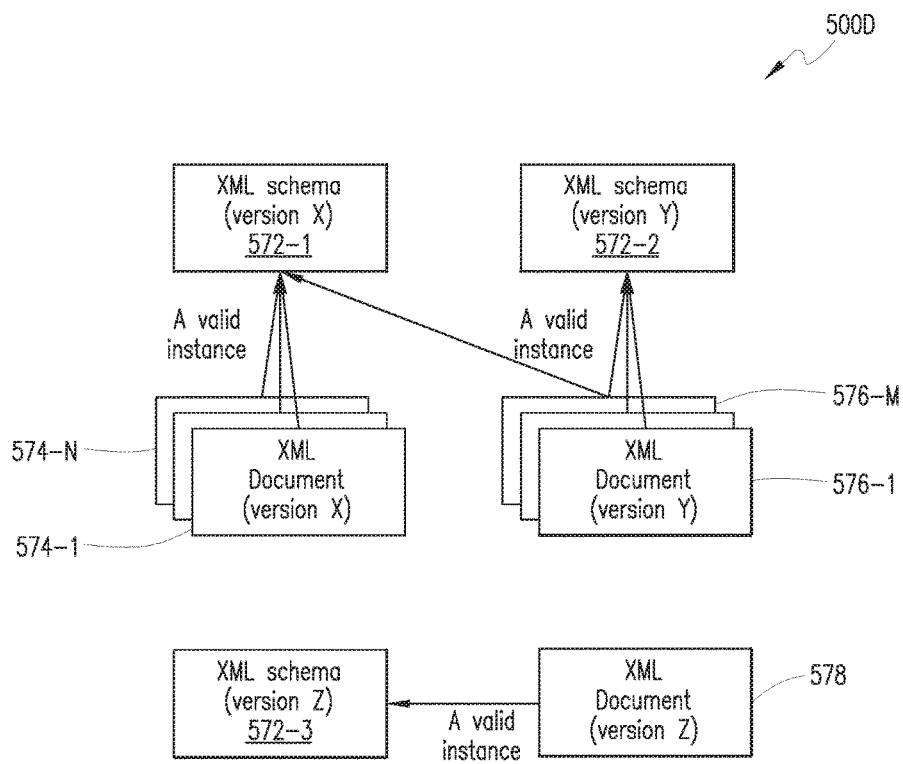 500D
XML schema
(version X)
572-1
XML schema
(version Y)
572-2
A valid
instance
A valid
instance
574-N
574-1
XML
Document
(version X)
XML
Document
(version Y)
576-M
576-1
XML schema
(version Z)
572-3
A valid
instance
XML
Document
(version Z)
578